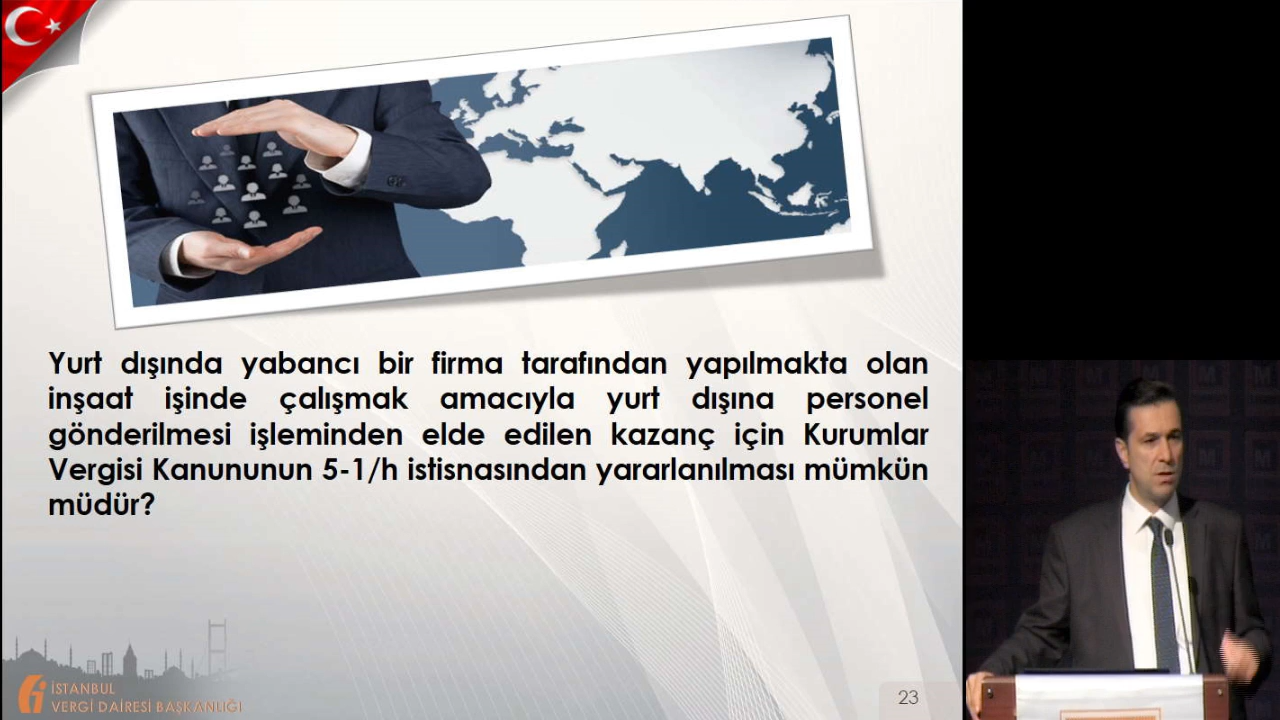 Yurt dışında yabancı bir firma tarafından yapılmakta olan
inşaat işinde çalışmak amacıyla yurt dışına personel
gönderilmesi işleminden elde edilen kazanç için Kurumlar
Vergisi Kanununun 5-1/h istisnasından yararlanılması mümkün
müdür?
İSTANBUL
VERGİ DAİRESİ BAŞKANLIĞI
23